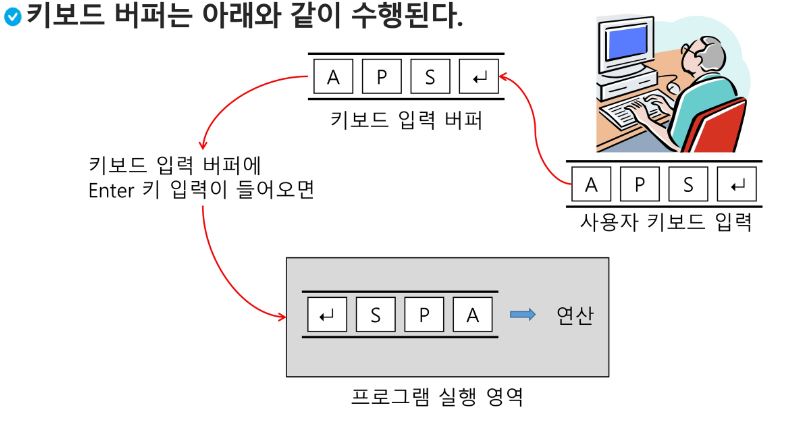 키보드 버퍼는 아래와 같이 수행된다.
A P S ↵
키보드 입력 버퍼
키보드 입력 버퍼에
Enter 키 입력이 들어오면
A P S ↵
사용자 키보드 입력
↵ S P A
연산
프로그램 실행 영역